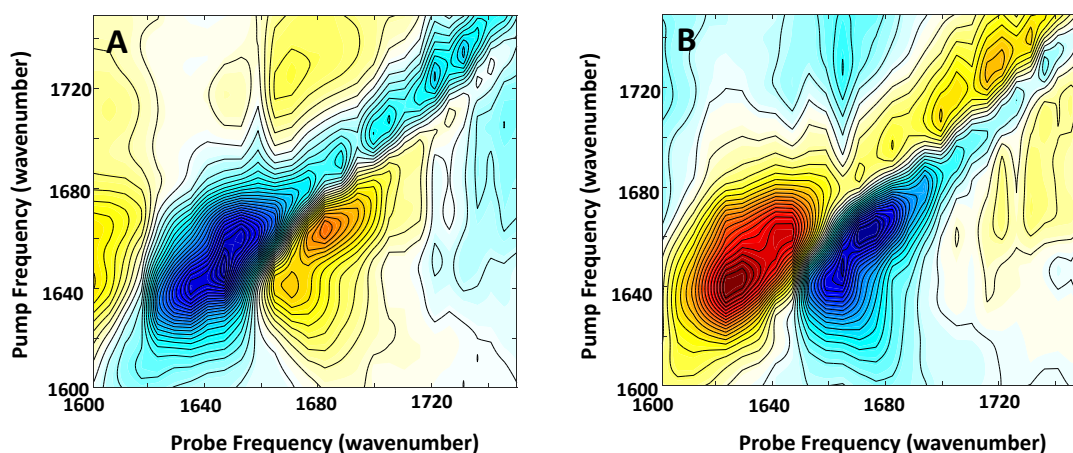 A
Pump Frequency (wavenumber)
1720
1680
1640
1600
1600 1640 1680 1720
Probe Frequency (wavenumber)
B
Pump Frequency (wavenumber)
1720
1680
1640
1600
1600 1640 1680 1720
Probe Frequency (wavenumber)